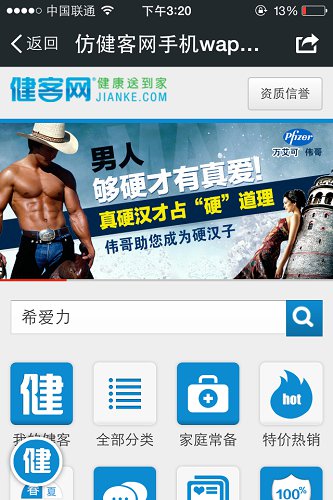 中国联通 下午3:20 13%
返回 仿健客网手机wap...
健客网® 健康送到家
JIANKE.COM
资质信誉
Pfizer
万艾可 伟哥
100%
男人
够硬才有真爱!
真硬汉才占“硬”道理
伟哥助您成为硬汉子
希爱力
健 hot
我的健客 全部分类 家庭常备 特价热销
健
春 夏
No.1